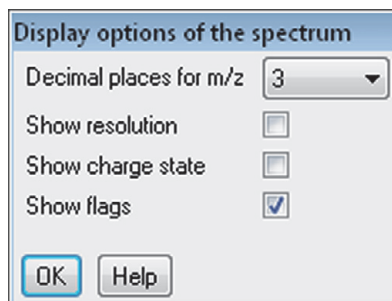 Display options of the spectrum
Decimal places for m/z 3
Show resolution
Show charge state
Show flags
OK Help